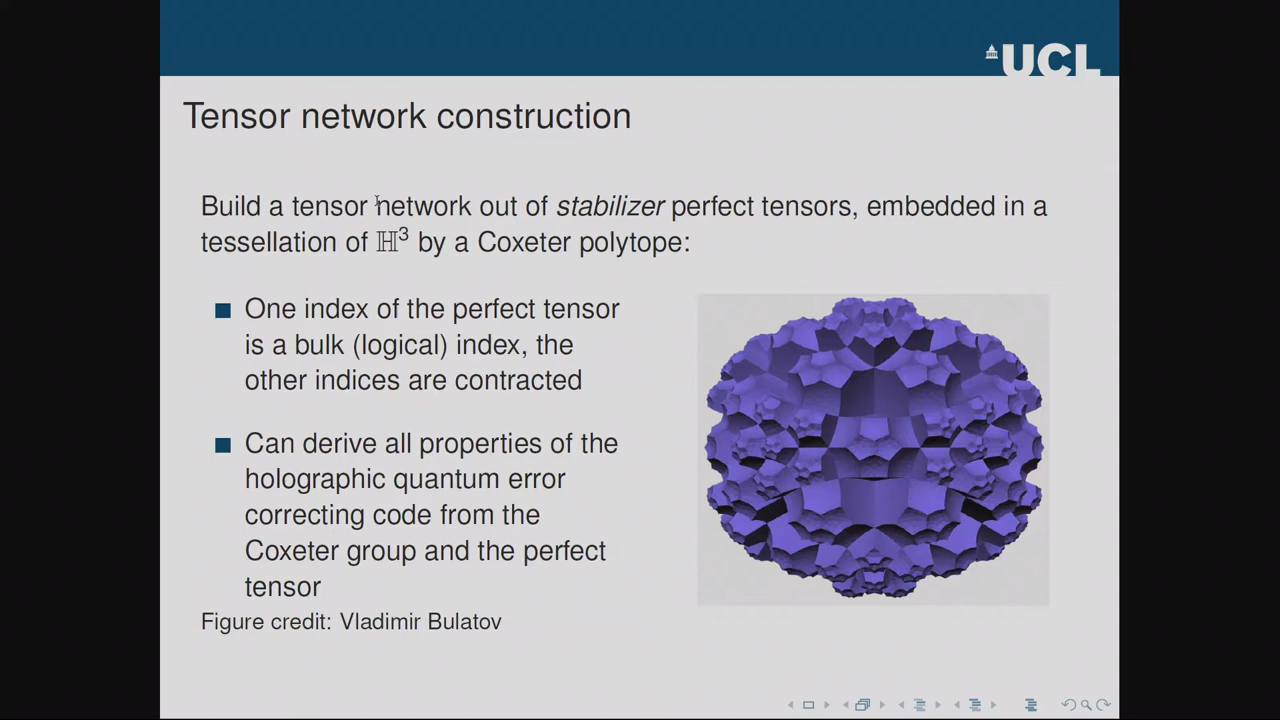 UCL
Tensor network construction
Build a tensor network out of stabilizer perfect tensors, embedded in a
tessellation of ℍ³ by a Coxeter polytope:
One index of the perfect tensor
is a bulk (logical) index, the
other indices are contracted
Can derive all properties of the
holographic quantum error
correcting code from the
Coxeter group and the perfect
tensor
Figure credit: Vladimir Bulatov